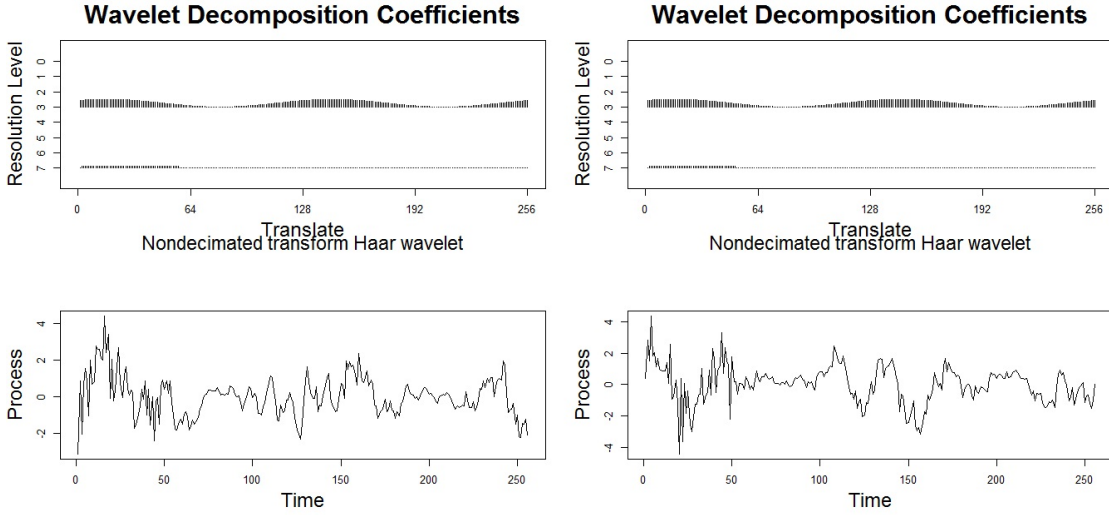 Wavelet Decomposition Coefficients
Resolution Level
0
1
2
3
4
5
6
7
0 64 128 192 256
Translate
Nondecimated transform Haar wavelet
Process
4
2
0
-2
0 50 100 150 200 250
Time
Wavelet Decomposition Coefficients
Resolution Level
0
1
2
3
4
5
6
7
0 64 128 192 256
Translate
Nondecimated transform Haar wavelet
Process
4
2
0
-2
-4
0 50 100 150 200 250
Time